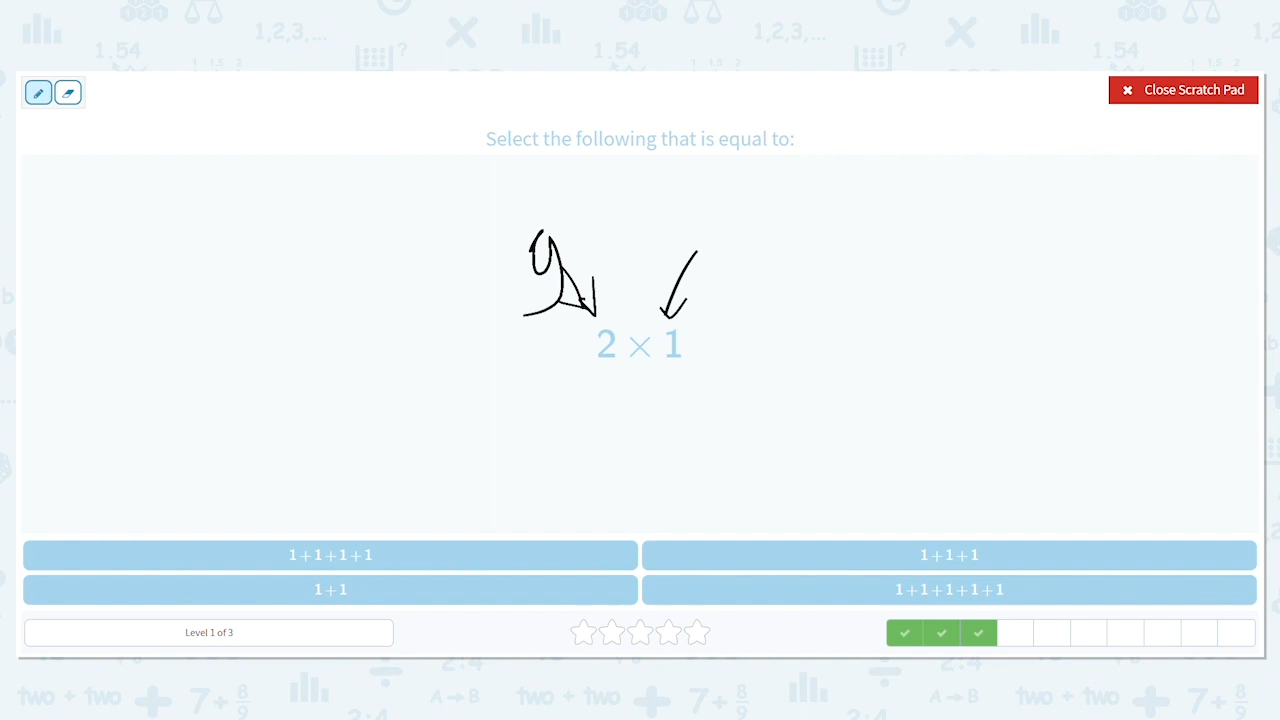 Close Scratch Pad
Select the following that is equal to:
9
2 × 1
1+1+1+1
1+1+1
1+1
1+1+1+1+1
Level 1 of 3